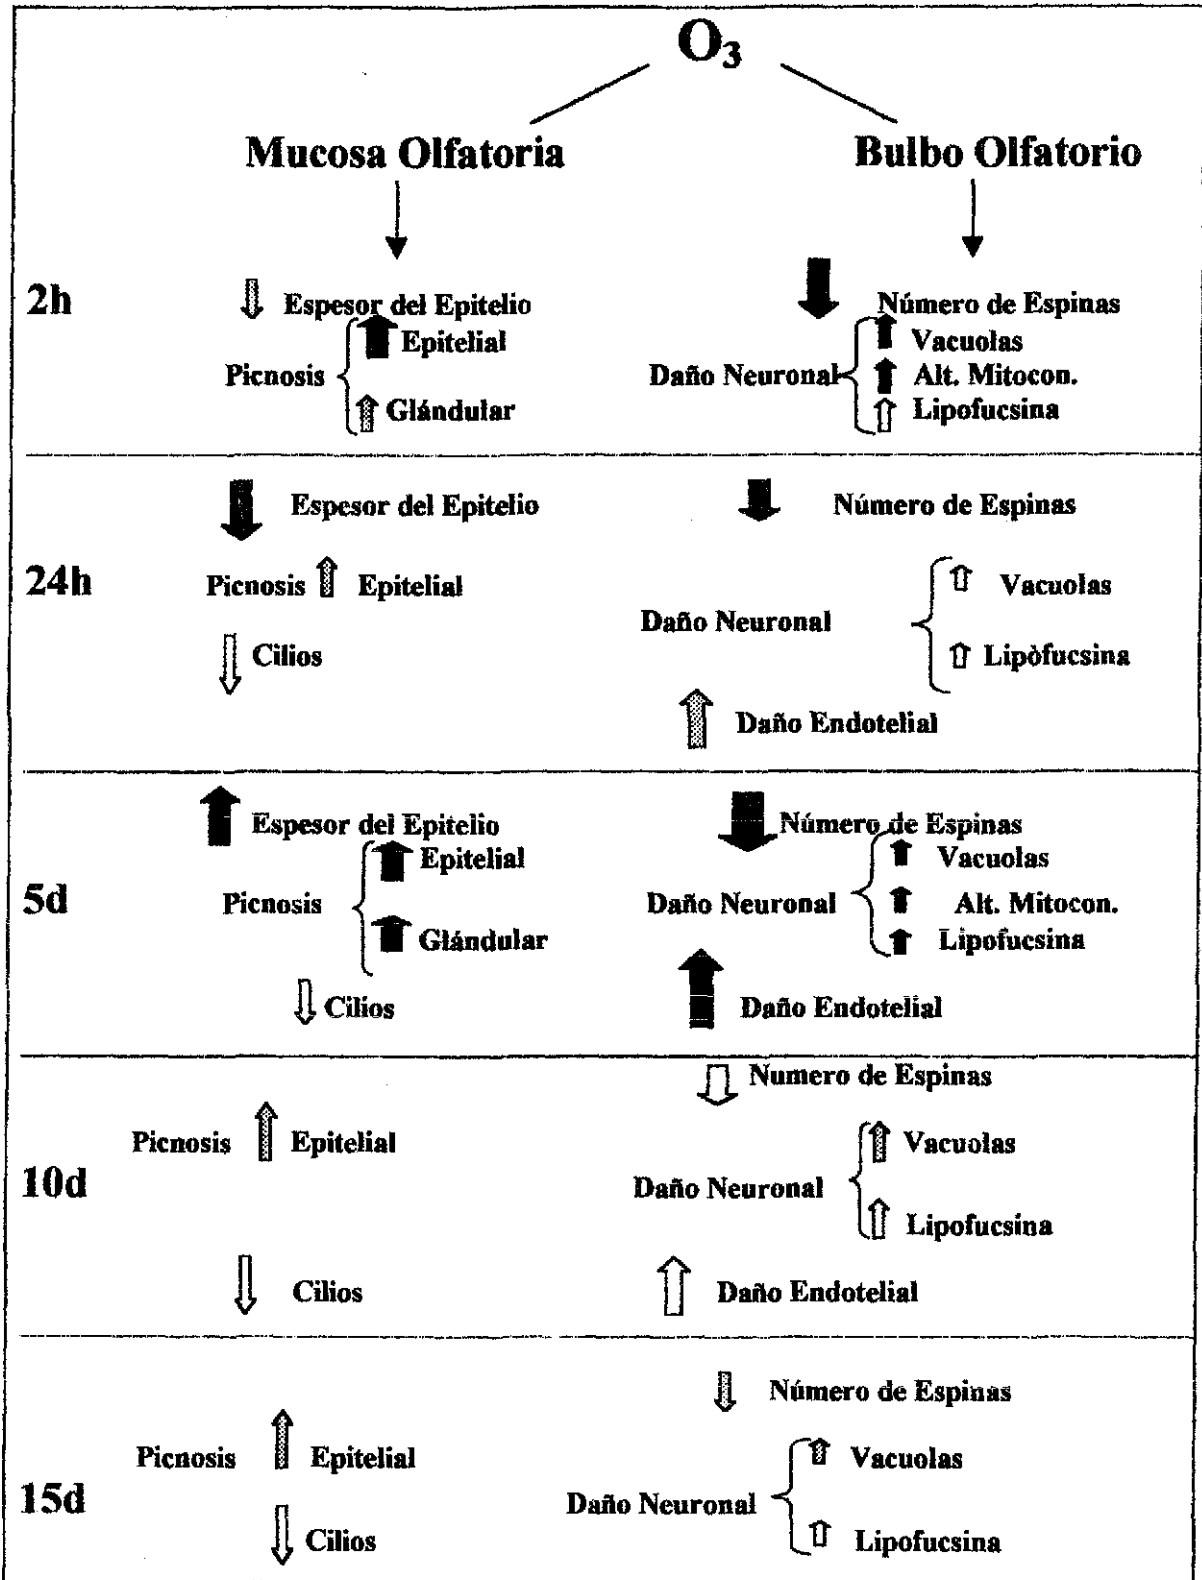 O₃
Mucosa Olfatoria
Bulbo Olfatorio
2h
Espesor del Epitelio
Picnosis
Epitelial
Glándular
Número de Espinas
Daño Neuronal
Vacuolas
Alt. Mitocon.
Lipofucsina
24h
Espesor del Epitelio
Picnosis
Epitelial
Cilios
Número de Espinas
Daño Neuronal
Vacuolas
Lipòfucsina
Daño Endotelial
5d
Espesor del Epitelio
Picnosis
Epitelial
Glándular
Cilios
Número de Espinas
Daño Neuronal
Vacuolas
Alt. Mitocon.
Lipofucsina
Daño Endotelial
10d
Picnosis
Epitelial
Cilios
Numero de Espinas
Daño Neuronal
Vacuolas
Lipofucsina
Daño Endotelial
15d
Picnosis
Epitelial
Cilios
Número de Espinas
Daño Neuronal
Vacuolas
Lipofucsina